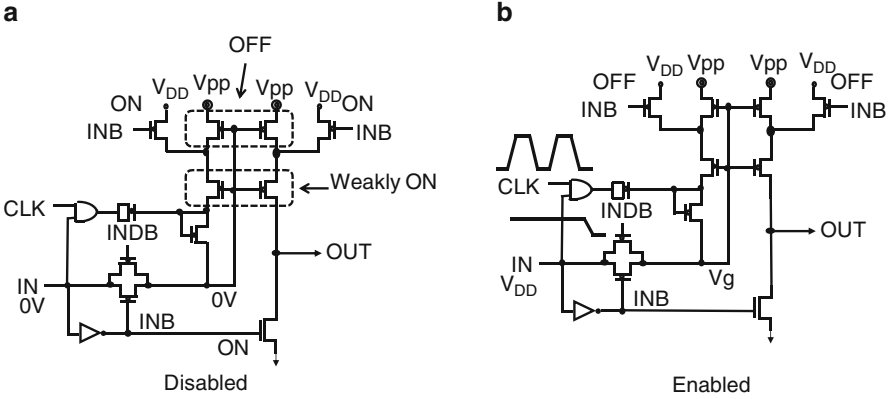 a
OFF
VDD Vpp Vpp VDD
ON ON
INB INB
Weakly ON
CLK
INDB
OUT
IN
0V 0V
INB
ON
Disabled
b
VDD Vpp Vpp VDD
OFF OFF
INB INB
CLK
INDB
OUT
IN
VDD
Vg
INB
Enabled